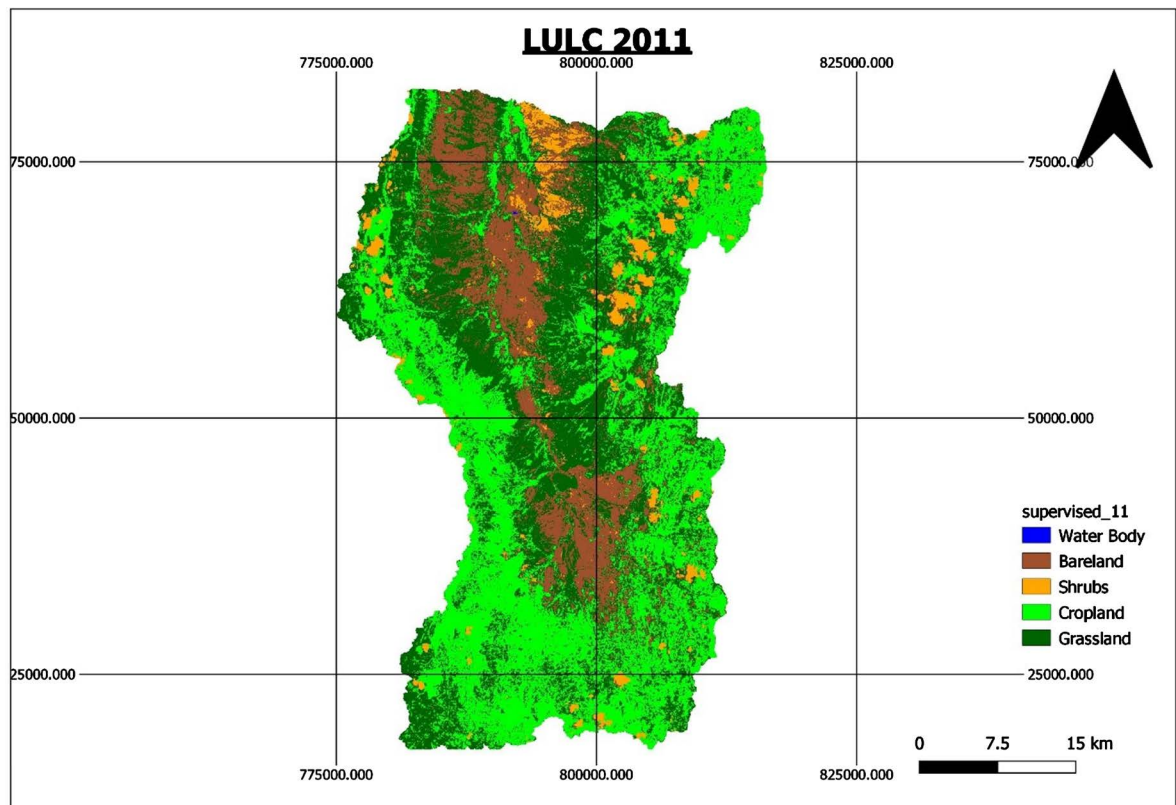 LULC 2011
775000.000 800000.000 825000.000
75000.000 75000.000
50000.000 50000.000
supervised_11
Water Body
Bareland
Shrubs
Cropland
Grassland
25000.000 25000.000
0 7.5 15 km
775000.000 800000.000 825000.000